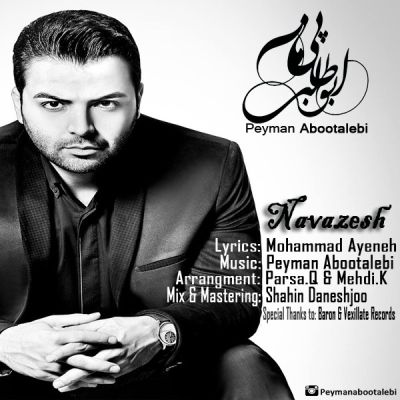 پیمان ابوطالبی
Peyman Abootalebi
Navazesh
Lyrics: Mohammad Ayeneh
Music: Peyman Abootalebi
Arrangment: Parsa.Q & Mehdi.K
Mix & Mastering: Shahin Daneshjoo
Special Thanks to: Baron & Vexillate Records
Peymanabootalebi